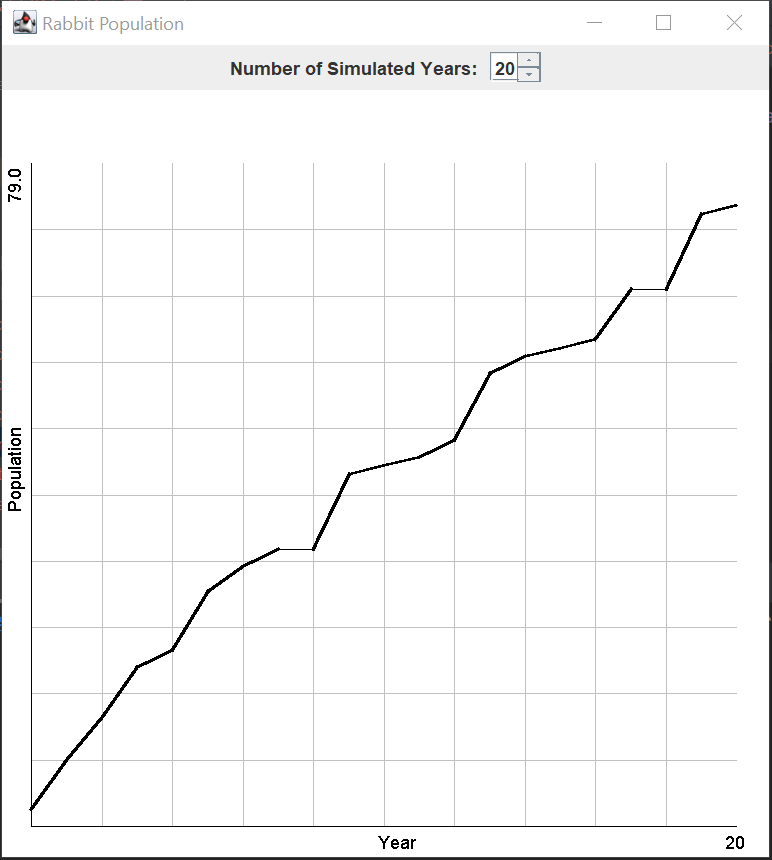 Rabbit Population
Number of Simulated Years: 20
79.0
Population
Year
20